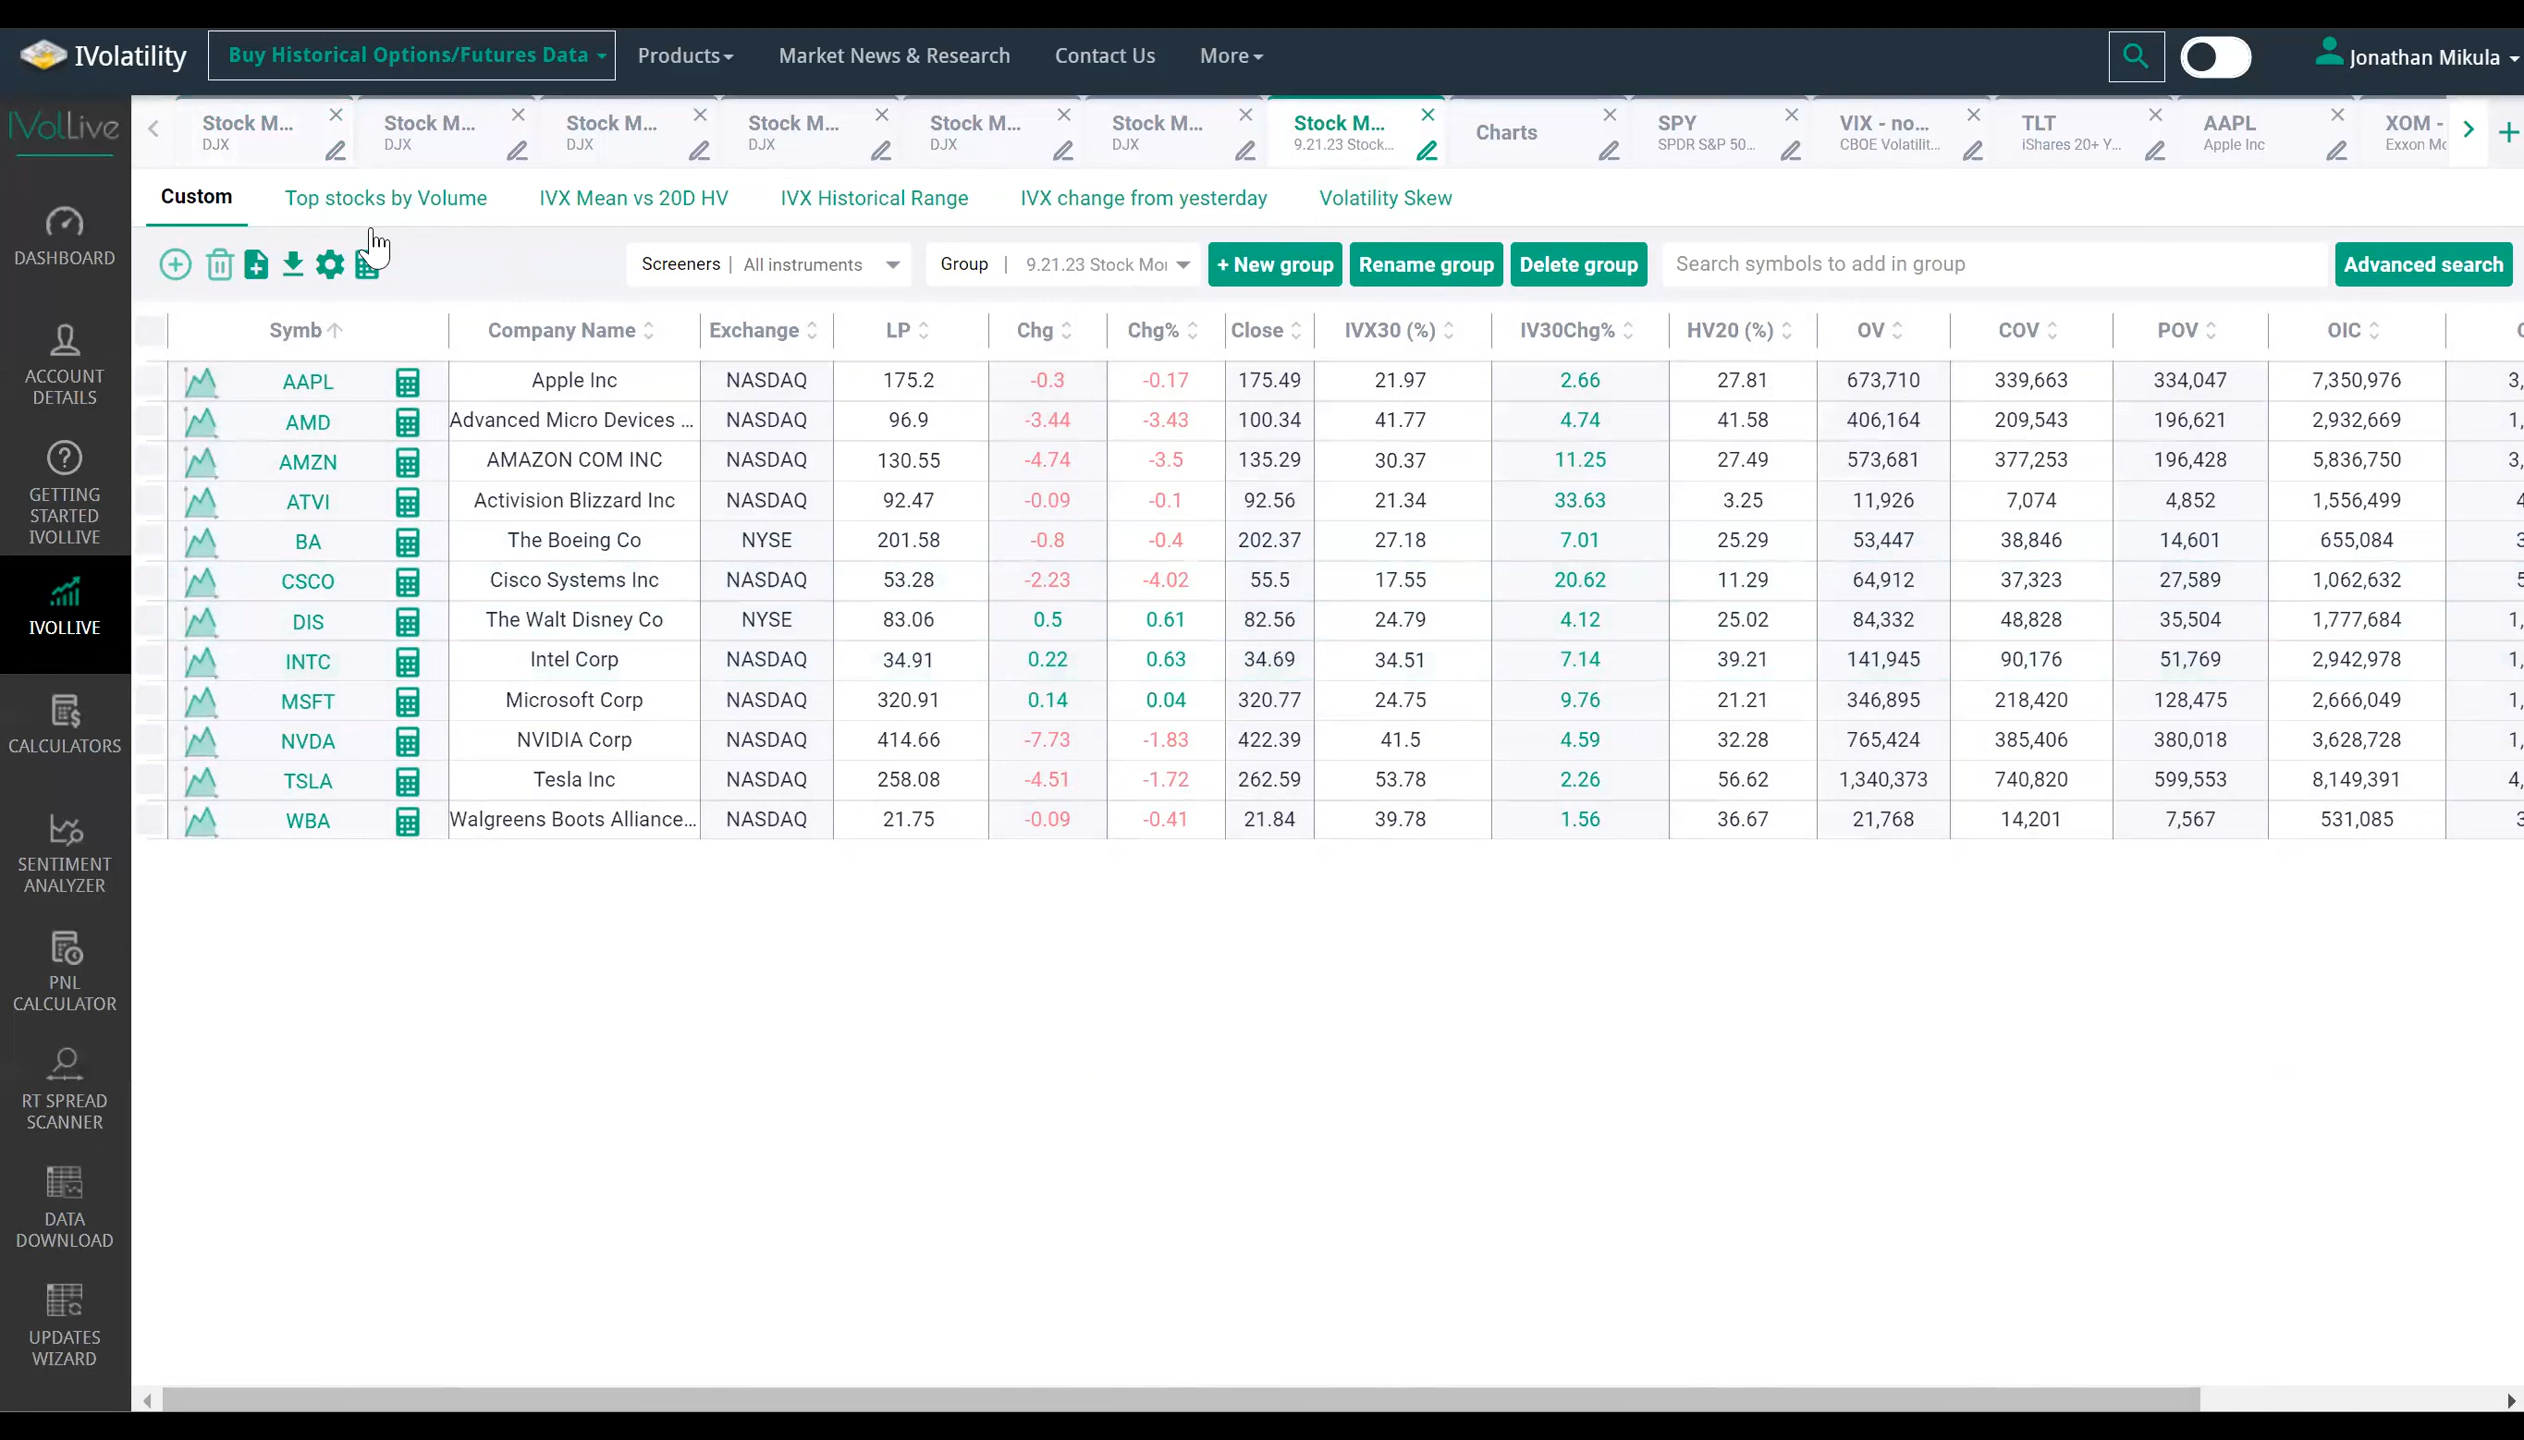 IVolatility Buy Historical Options/Futures Data Products Market News & Research Contact Us More Jonathan Mikula
IVolLive
Stock M... Stock M... Stock M... Stock M... Stock M... Stock M... Stock M... Charts SPY VIX - no... TLT AAPL XOM -
DJX DJX DJX DJX DJX DJX 9.21.23 Stock... SPDR S&P 50... CBOE Volatilit... iShares 20+ Y... Apple Inc Exxon Mc
Custom Top stocks by Volume IVX Mean vs 20D HV IVX Historical Range IVX change from yesterday Volatility Skew
Screeners | All instruments Group | 9.21.23 Stock Mo + New group Rename group Delete group Search symbols to add in group Advanced search
Symb Company Name Exchange LP Chg Chg% Close IVX30 (%) IV30Chg% HV20 (%) OV COV POV OIC
AAPL Apple Inc NASDAQ 175.2 -0.3 -0.17 175.49 21.97 2.66 27.81 673,710 339,663 334,047 7,350,976 3,
AMD Advanced Micro Devices ... NASDAQ 96.9 -3.44 -3.43 100.34 41.77 4.74 41.58 406,164 209,543 196,621 2,932,669 1,
AMZN AMAZON COM INC NASDAQ 130.55 -4.74 -3.5 135.29 30.37 11.25 27.49 573,681 377,253 196,428 5,836,750 3,
ATVI Activision Blizzard Inc NASDAQ 92.47 -0.09 -0.1 92.56 21.34 33.63 3.25 11,926 7,074 4,852 1,556,499 4
BA The Boeing Co NYSE 201.58 -0.8 -0.4 202.37 27.18 7.01 25.29 53,447 38,846 14,601 655,084 3
CSCO Cisco Systems Inc NASDAQ 53.28 -2.23 -4.02 55.5 17.55 20.62 11.29 64,912 37,323 27,589 1,062,632 5
DIS The Walt Disney Co NYSE 83.06 0.5 0.61 82.56 24.79 4.12 25.02 84,332 48,828 35,504 1,777,684 1,
INTC Intel Corp NASDAQ 34.91 0.22 0.63 34.69 34.51 7.14 39.21 141,945 90,176 51,769 2,942,978 1,
MSFT Microsoft Corp NASDAQ 320.91 0.14 0.04 320.77 24.75 9.76 21.21 346,895 218,420 128,475 2,666,049 1,
NVDA NVIDIA Corp NASDAQ 414.66 -7.73 -1.83 422.39 41.5 4.59 32.28 765,424 385,406 380,018 3,628,728 1,
TSLA Tesla Inc NASDAQ 258.08 -4.51 -1.72 262.59 53.78 2.26 56.62 1,340,373 740,820 599,553 8,149,391 4,
WBA Walgreens Boots Alliance... NASDAQ 21.75 -0.09 -0.41 21.84 39.78 1.56 36.67 21,768 14,201 7,567 531,085 3
DASHBOARD
ACCOUNT
DETAILS
GETTING
STARTED
IVOLLIVE
IVOLLIVE
CALCULATORS
SENTIMENT
ANALYZER
PNL
CALCULATOR
RT SPREAD
SCANNER
DATA
DOWNLOAD
UPDATES
WIZARD